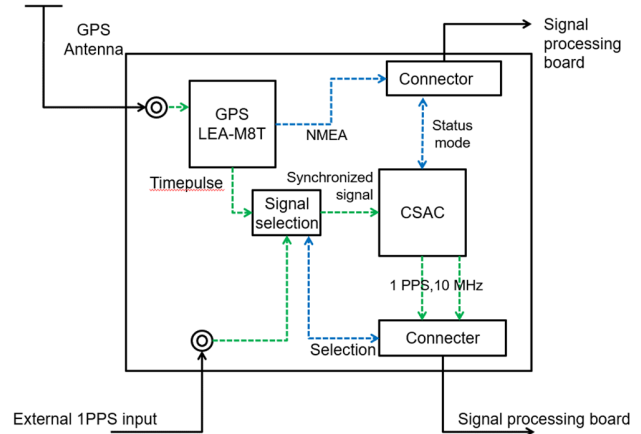 GPS
Antenna
Signal
processing
board
Connector
GPS
LEA-M8T
NMEA
Status
mode
Timepulse
Synchronized
signal
Signal
selection
CSAC
1 PPS,10 MHz
Selection
Connecter
External 1PPS input
Signal processing board